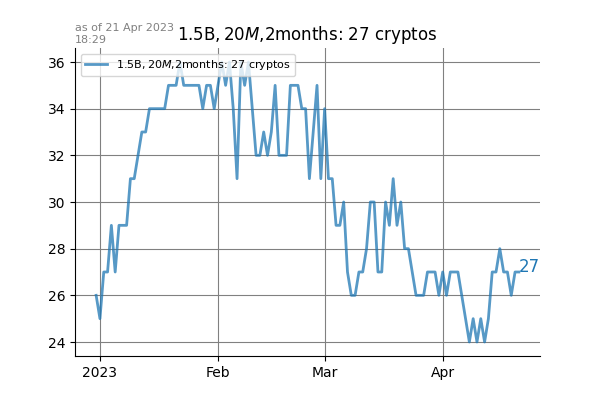 as of 21 Apr 2023
18:29
1.5B, 20M,2months: 27 cryptos
1.5B, 20M,2months: 27 cryptos
36
34
32
30
28
26
24
27
2023
Feb
Mar
Apr